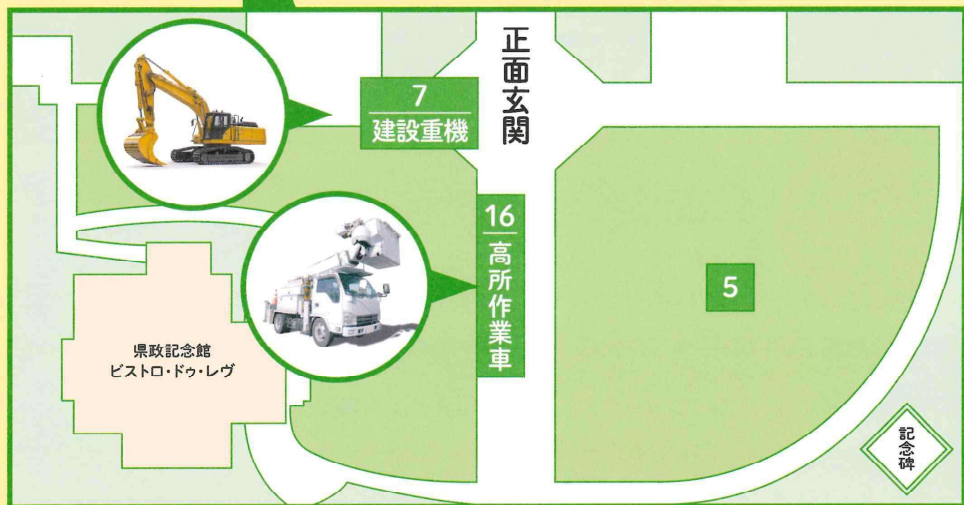 正面玄関
7
建設重機
16
高所作業車
5
県政記念館
ビストロ・ドゥ・レヴ
記念碑